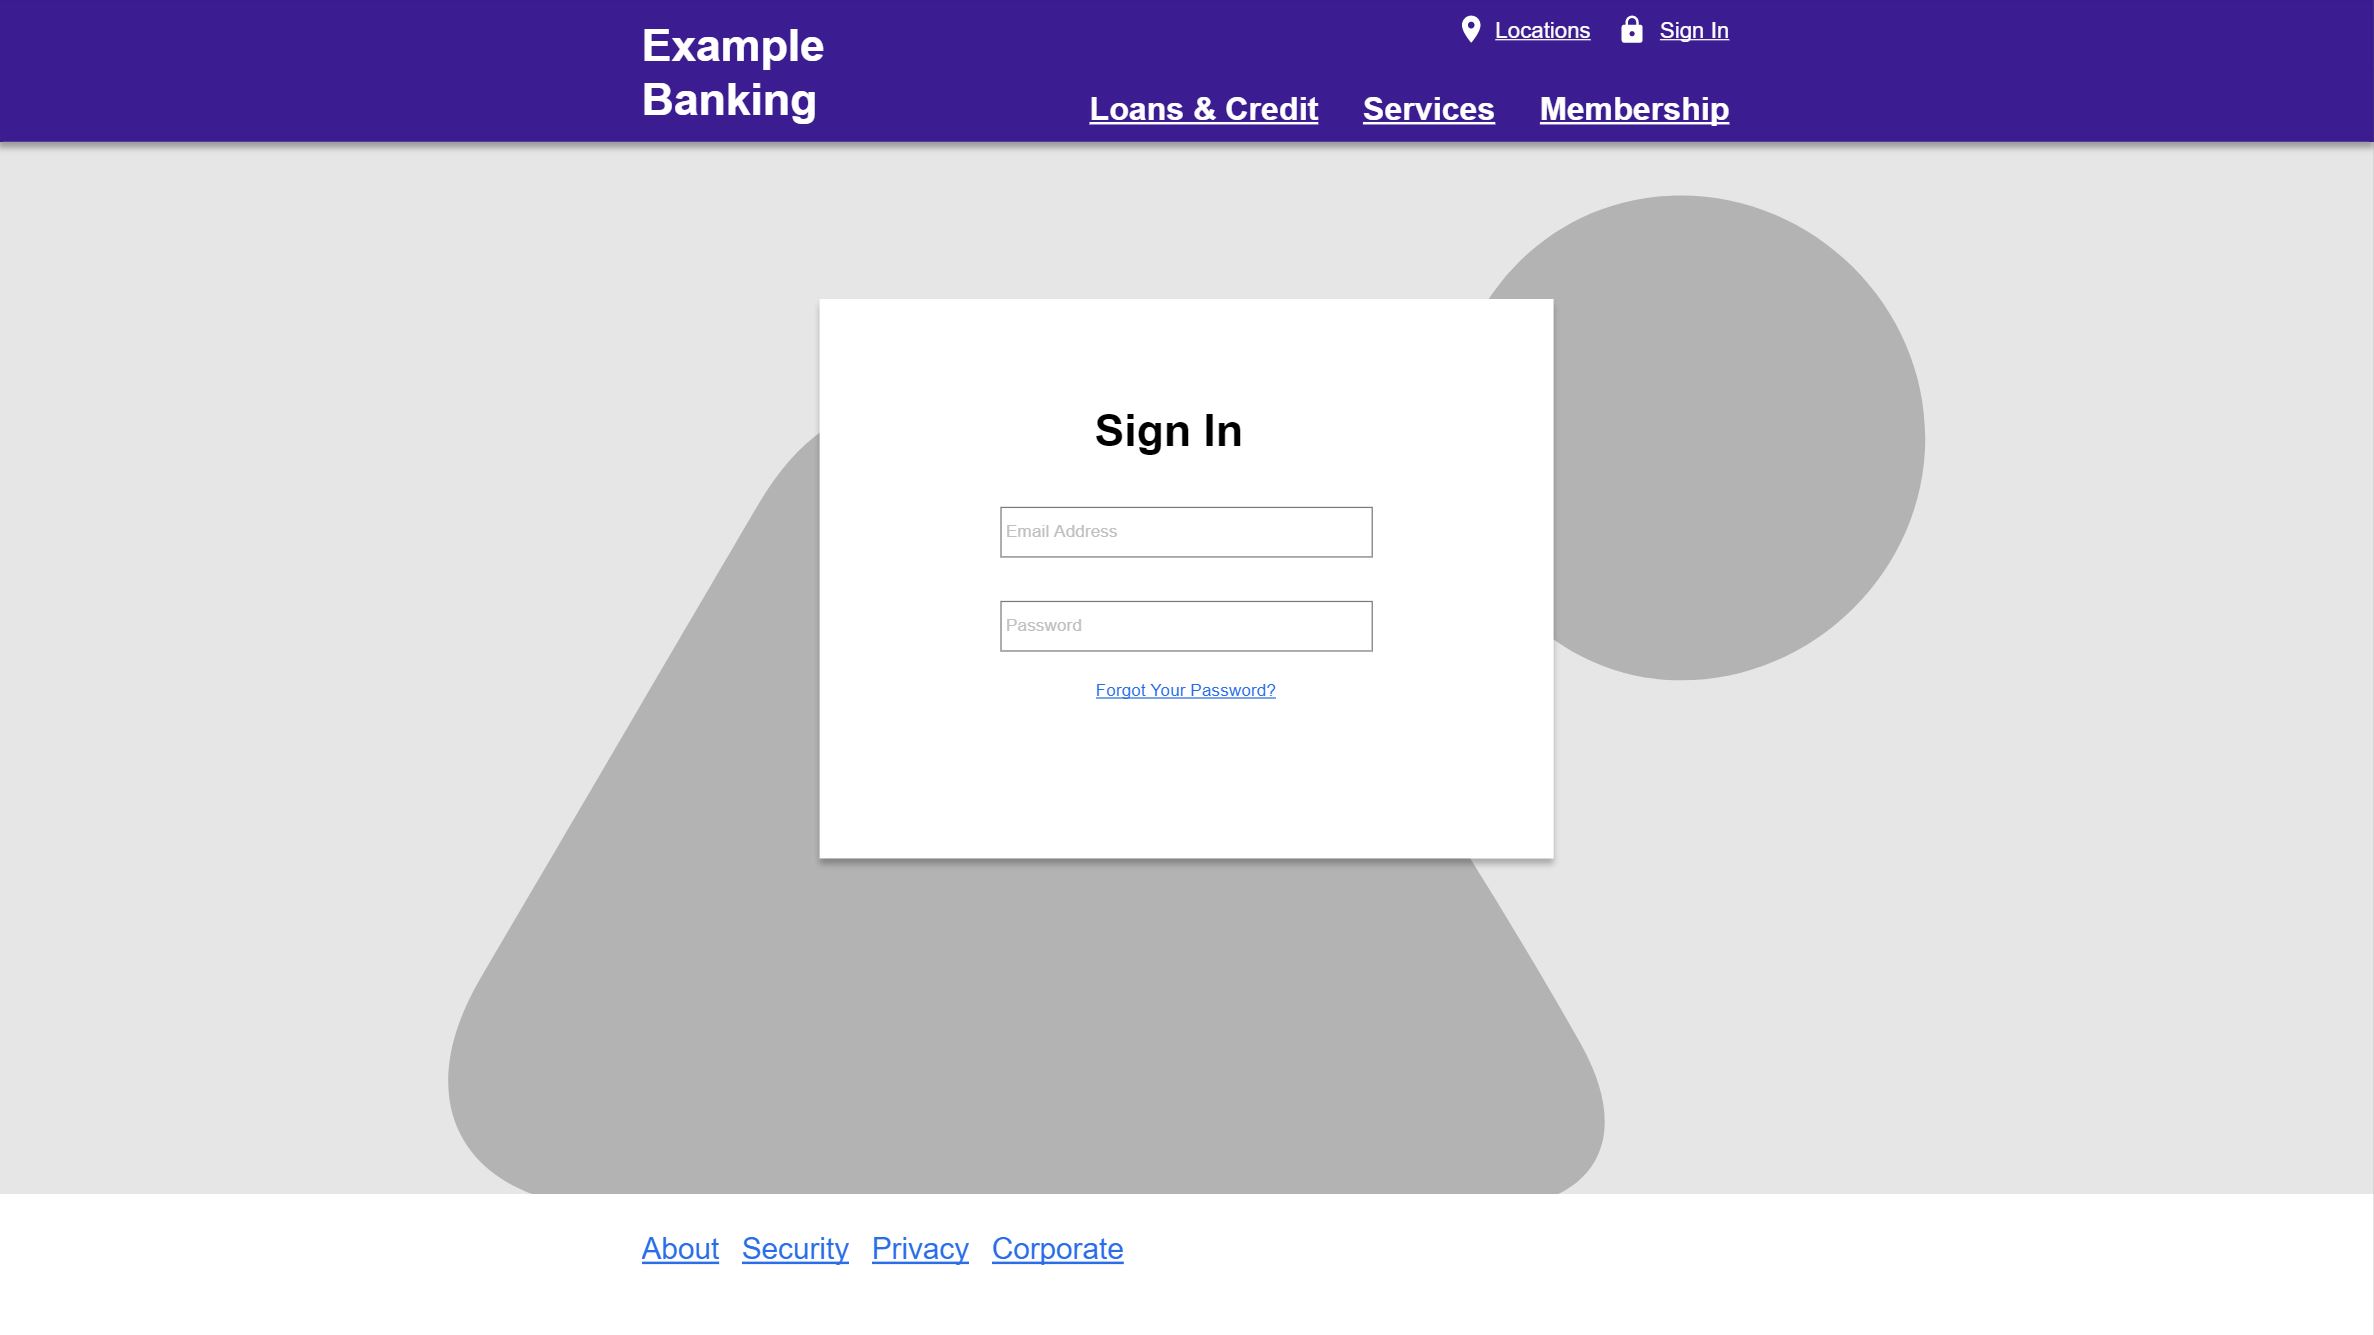 Example
Banking
Locations
Sign In
Loans & Credit
Services
Membership
Sign In
Email Address
Password
Forgot Your Password?
About
Security
Privacy
Corporate